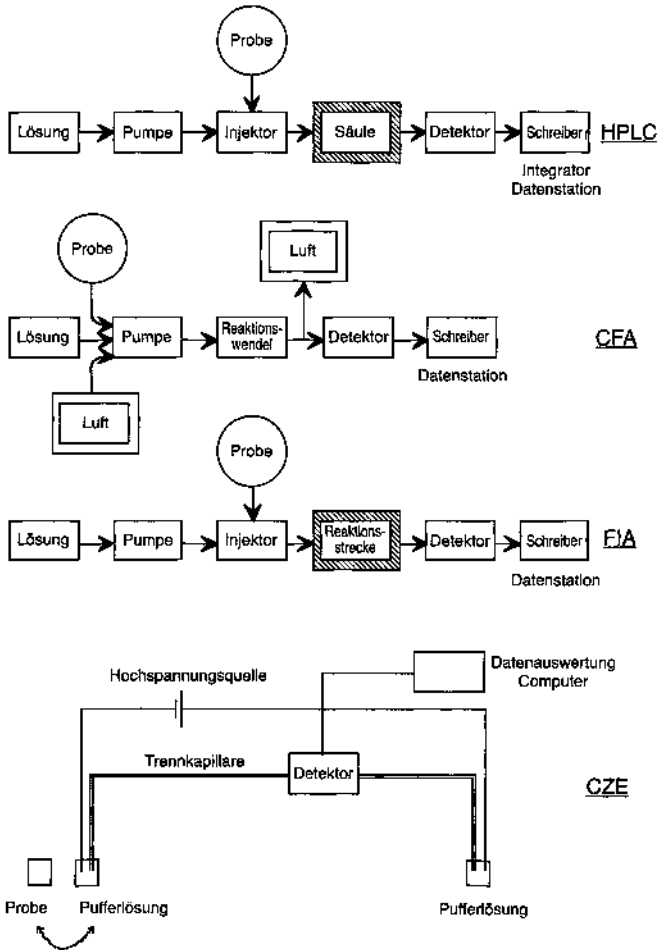 Probe
Lösung
Pumpe
Injektor
Säule
Detektor
Schreiber
HPLC
Integrator
Datenstation
Probe
Luft
Lösung
Pumpe
Reaktions-
wendel
Detektor
Schreiber
CFA
Datenstation
Luft
Probe
Lösung
Pumpe
Injektor
Reaktions-
strecke
Detektor
Schreiber
FIA
Datenstation
Hochspannungsquelle
Datenauswertung
Computer
Trennkapillare
Detektor
CZE
Probe
Pufferlösung
Pufferlösung